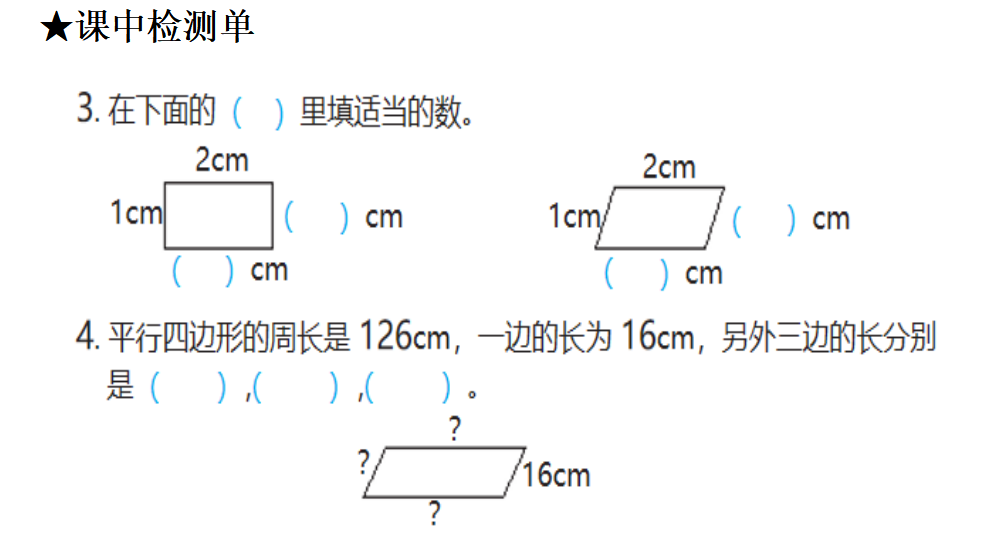 ★课中检测单
3. 在下面的（ ）里填适当的数。
2cm 2cm
1cm （ ）cm 1cm （ ）cm
（ ）cm （ ）cm
4. 平行四边形的周长是 126cm，一边的长为 16cm，另外三边的长分别
是（ ）,（ ）,（ ）。
?
? 16cm
?